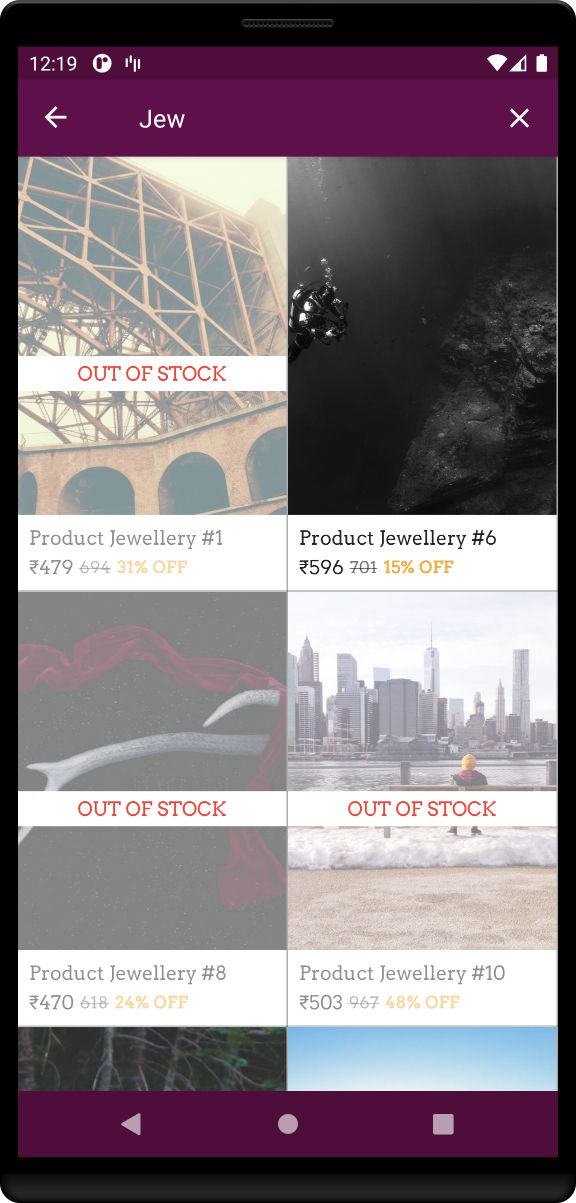 12:19
Jew
OUT OF STOCK
Product Jewellery #1
₹479 694 31% OFF
Product Jewellery #6
₹596 701 15% OFF
OUT OF STOCK
Product Jewellery #8
₹470 618 24% OFF
OUT OF STOCK
Product Jewellery #10
₹503 967 48% OFF